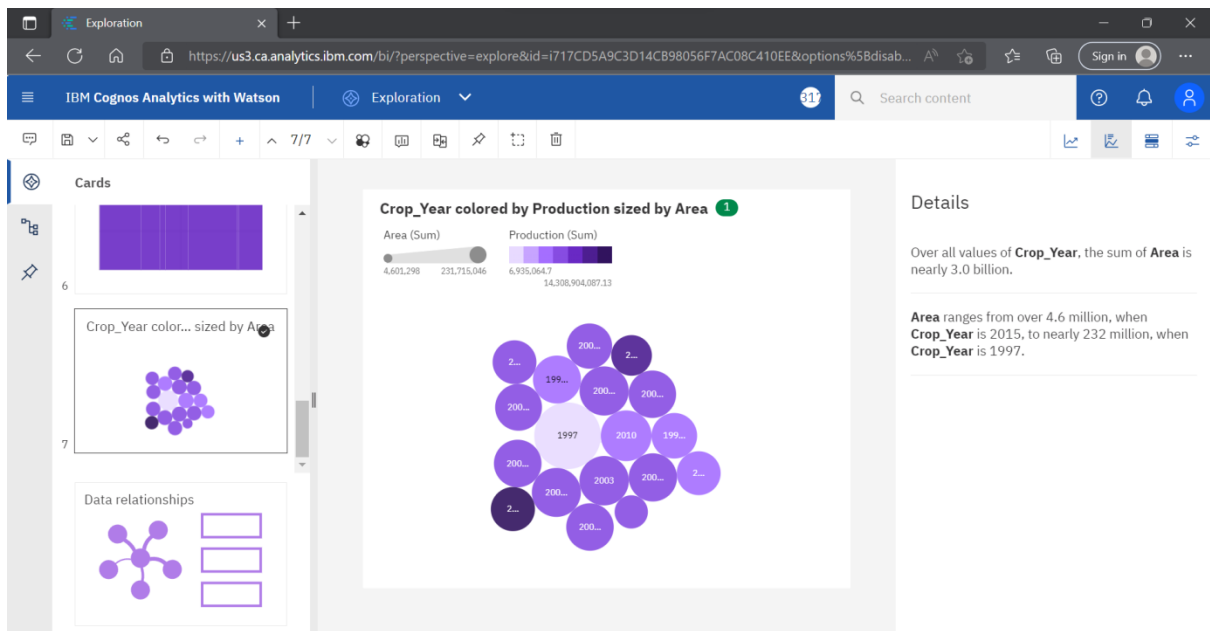 Exploration
https://us3.ca.analytics.ibm.com/bi/?perspective=explore&id=i717CD5A9C3D14CB98056F7AC08C410EE&options%5Bdisab...
Sign in
IBM Cognos Analytics with Watson
Exploration
317
Search content
7/7
Cards
6
Crop_Year color... sized by Area
7
Data relationships
Crop_Year colored by Production sized by Area 1
Area (Sum)
Production (Sum)
4,601,298
231,715,046
6,935,064.7
14,308,904,087.13
200...
2...
2...
199...
200...
200...
200...
1997
2010
199...
200...
200...
2003
200...
2...
2...
200...
Details
Over all values of Crop_Year, the sum of Area is
nearly 3.0 billion.
Area ranges from over 4.6 million, when
Crop_Year is 2015, to nearly 232 million, when
Crop_Year is 1997.